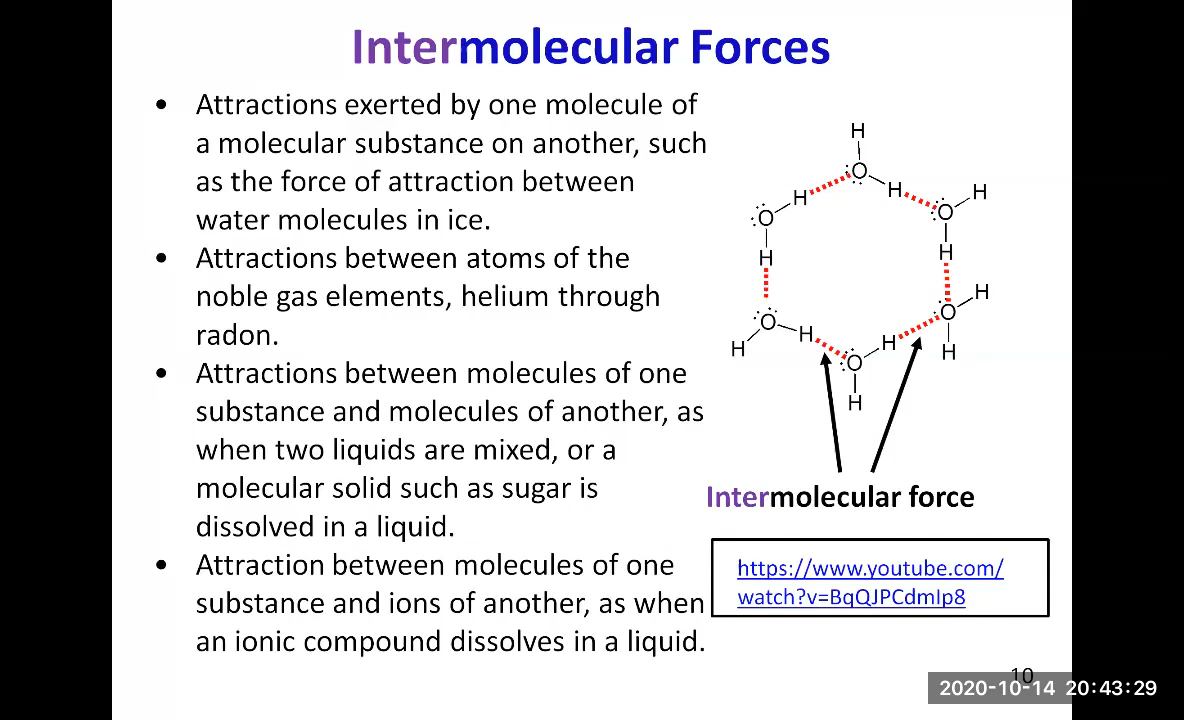 Intermolecular Forces
• Attractions exerted by one molecule of
a molecular substance on another, such
as the force of attraction between
water molecules in ice.
• Attractions between atoms of the
noble gas elements, helium through
radon.
• Attractions between molecules of one
substance and molecules of another, as
when two liquids are mixed, or a
molecular solid such as sugar is
dissolved in a liquid.
• Attraction between molecules of one
substance and ions of another, as when
an ionic compound dissolves in a liquid.
H
O
H H H
O O
H H
H
O O
H H H H
O
H
H
Intermolecular force
https://www.youtube.com/
watch?v=BqQJPCdmIp8
10
2020-10-14 20:43:29